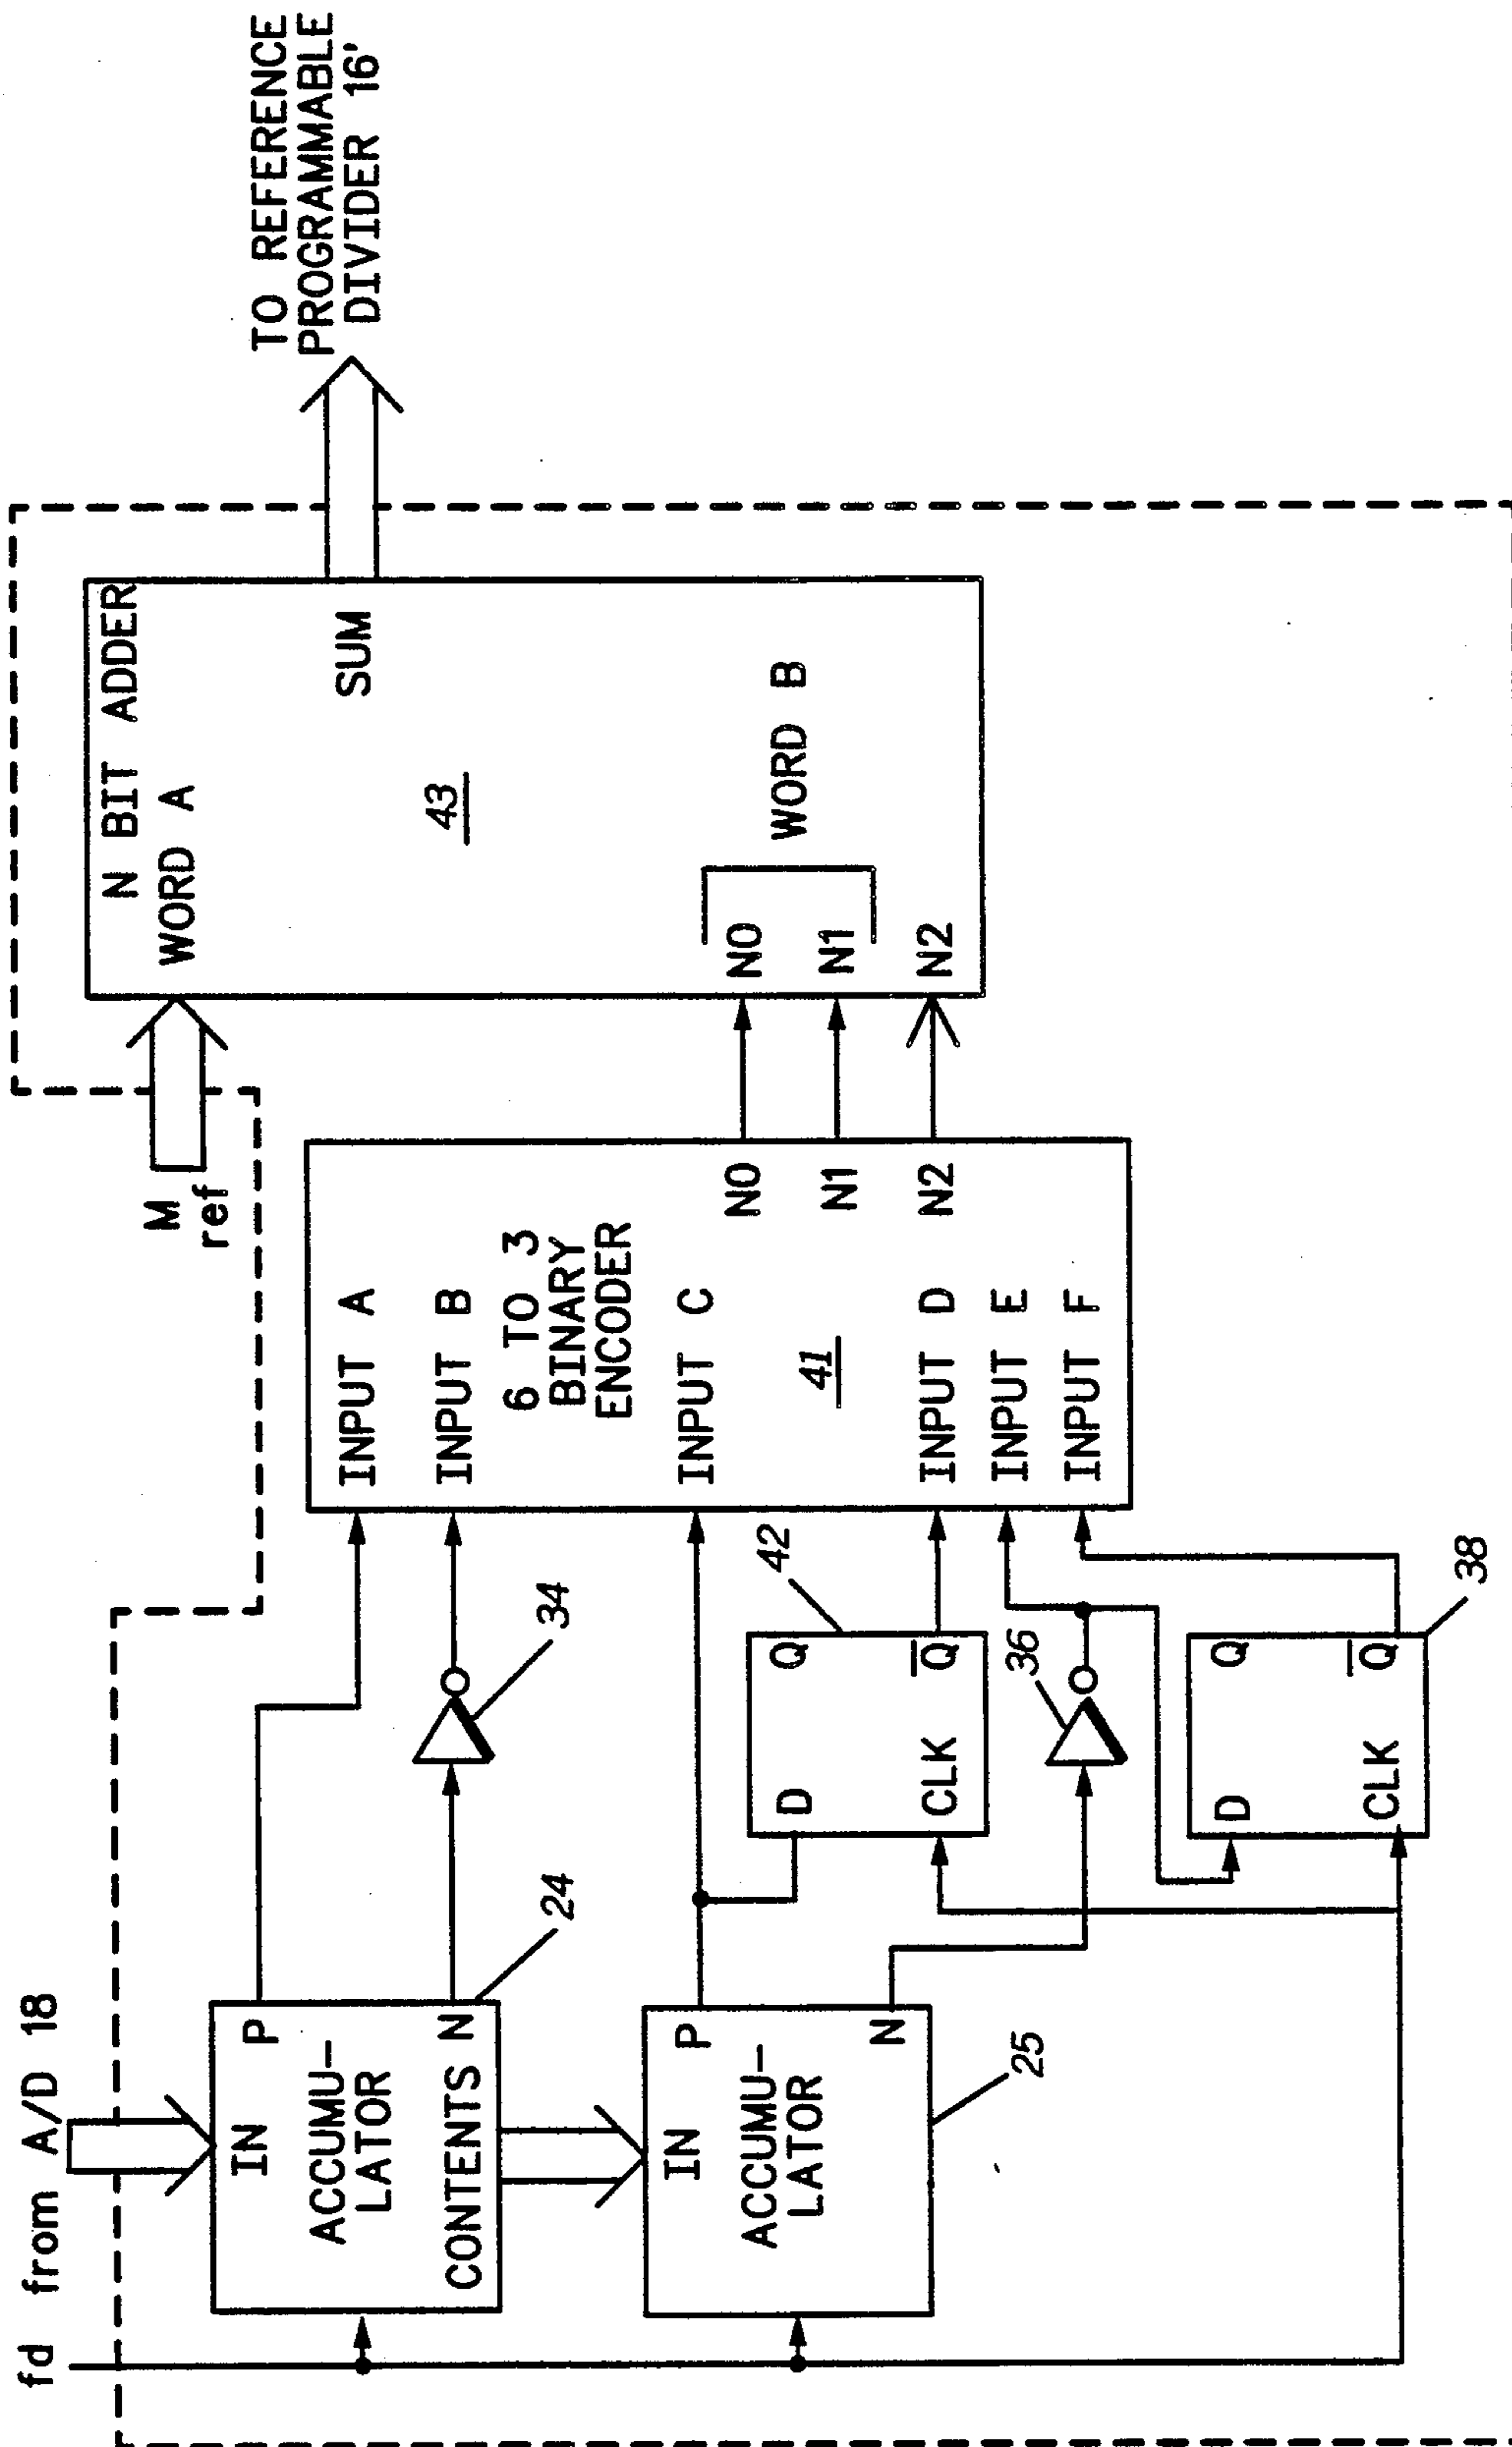 fd from A/D 18
IN
P
ACCUMU-
LATOR
CONTENTS N
24
IN
P
ACCUMU-
LATOR
N
25
34
D
Q
CLK
Q
42
36
D
Q
CLK
Q
38
INPUT A
INPUT B
6 TO 3
BINARY
ENCODER
INPUT C
41
INPUT D
INPUT E
INPUT F
N0
N1
N2
M
ref
N BIT ADDER
WORD A
SUM
43
N0
N1
N2
WORD B
TO REFERENCE
PROGRAMMABLE
DIVIDER 16'